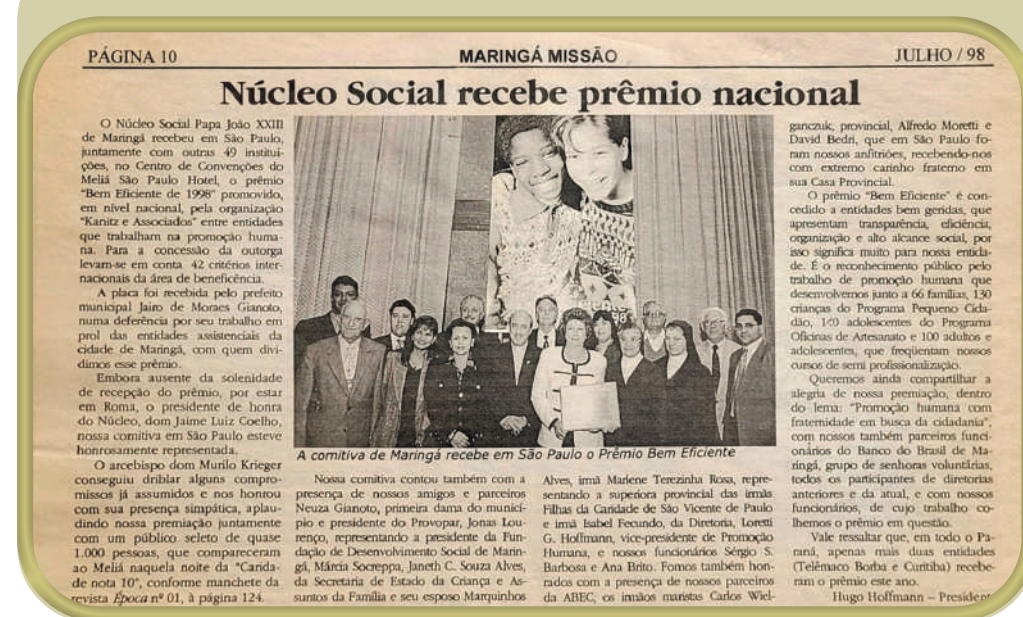 PÁGINA 10
MARINGÁ MISSÃO
JULHO / 98
Núcleo Social recebe prêmio nacional
O Núcleo Social Papa João XXIII
de Maringá recebeu em São Paulo,
juntamente com outras 49 institui-
ções, no Centro de Convenções do
Meliá São Paulo Hotel, o prêmio
"Bem Eficiente de 1998" promovido,
em nível nacional, pela organização
"Kanitz e Associados" entre entidades
que trabalham na promoção huma-
na. Para a concessão da outorga
levam-se em conta 42 critérios inter-
nacionais da área de beneficência.
A placa foi recebida pelo prefeito
municipal Jairo de Moraes Gianoto,
numa deferência por seu trabalho em
prol das entidades assistenciais da
cidade de Maringá, com quem divi-
dimos esse prêmio.
Embora ausente da solenidade
de recepção do prêmio, por estar
em Roma, o presidente de honra
do Núcleo, dom Jaime Luiz Coelho,
nossa comitiva em São Paulo esteve
honrosamente representada.
O arcebispo dom Murilo Krieger
conseguiu driblar alguns compro-
missos já assumidos e nos honrou
com sua presença simpática, aplau-
dindo nossa premiação juntamente
com um público seleto de quase
1.000 pessoas, que compareceram
ao Meliá naquela noite da "Carida-
de nota 10", conforme manchete da
revista Época nº 01, à página 124.
98
A comitiva de Maringá recebe em São Paulo o Prêmio Bem Eficiente
Nossa comitiva contou também com a
presença de nossos amigos e parceiros
Neuza Gianoto, primeira dama do municí-
pio e presidente do Provopar, Jonas Lou-
renço, representando a presidente da Fun-
dação de Desenvolvimento Social de Marin-
gá, Márcia Socreppa, Janeth C. Souza Alves,
da Secretaria de Estado da Criança e As-
suntos da Família e seu esposo Marquinhos
Alves, irmã Marlene Terezinha Rosa, repre-
sentando a superiora provincial das irmãs
Filhas da Caridade de São Vicente de Paulo
e irmã Isabel Fecundo, da Diretoria, Loretti
G. Hoffmann, vice-presidente de Promoção
Humana, e nossos funcionários Sérgio S.
Barbosa e Ana Brito. Fomos também hon-
rados com a presença de nossos parceiros
da ABEC, os irmãos maristas Carlos Wiel-
ganczuk, provincial, Alfredo Moretti e
David Bedri, que em São Paulo fo-
ram nossos anfitriões, recebendo-nos
com extremo carinho fraterno em
sua Casa Provincial.
O prêmio "Bem Eficiente" é con-
cedido a entidades bem geridas, que
apresentam transparência, eficiência,
organização e alto alcance social, por
isso significa muito para nossa entida-
de. É o reconhecimento público pelo
trabalho de promoção humana que
desenvolvemos junto a 66 famílias, 130
crianças do Programa Pequeno Cida-
dão, adolescentes do Programa
Oficinas de Artesanato e 100 adultos e
adolescentes, que freqüentam nossos
cursos de semi profissionalização.
Queremos ainda compartilhar a
alegria de nossa premiação, dentro
do lema: "Promoção humana com
fraternidade em busca da cidadania",
com nossos também parceiros funci-
onários do Banco do Brasil de Ma-
ringá, grupo de senhoras voluntárias,
todos os participantes de diretorias
anteriores e da atual, e com nossos
funcionários, de cujo trabalho co-
lhemos o prêmio em questão.
Vale ressaltar que, em todo o Pa-
raná, apenas mais duas entidades
(Telêmaco Borba e Curitiba) recebe-
ram o prêmio este ano.
Hugo Hoffmann – President